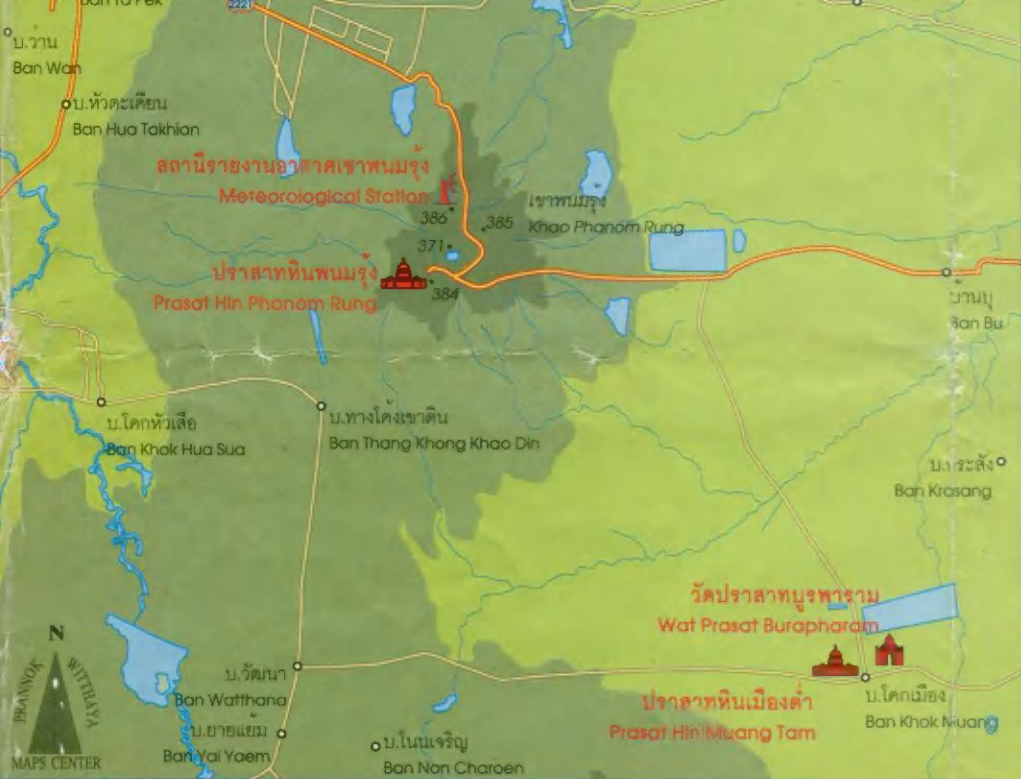 Ban Ta Pek
2221
บ.ว่าน
Ban Wan
บ.หัวตะเคียน
Ban Hua Takhian
สถานีรายงานอากาศเขาพนมรุ้ง
Meteorological Station
386
385
เขาพนมรุ้ง
Khao Phanom Rung
371
ปราสาทหินพนมรุ้ง
Prasat Hin Phanom Rung
384
บ้านบุ
Ban Bu
บ.โคกหัวเสือ
Ban Khok Hua Sua
บ.ทางโค้งเขาดิน
Ban Thang Khong Khao Din
บ.กระสัง
Ban Krasang
วัดปราสาทบูรพาราม
Wat Prasat Burapharam
N
PRANNOK WITTHAYA
MAPS CENTER
บ.วัฒนา
Ban Watthana
บ.ยายแย้ม
Ban Yai Yaem
บ.โนนเจริญ
Ban Non Charoen
ปราสาทหินเมืองต่ำ
Prasat Hin Muang Tam
บ.โคกเมือง
Ban Khok Muang